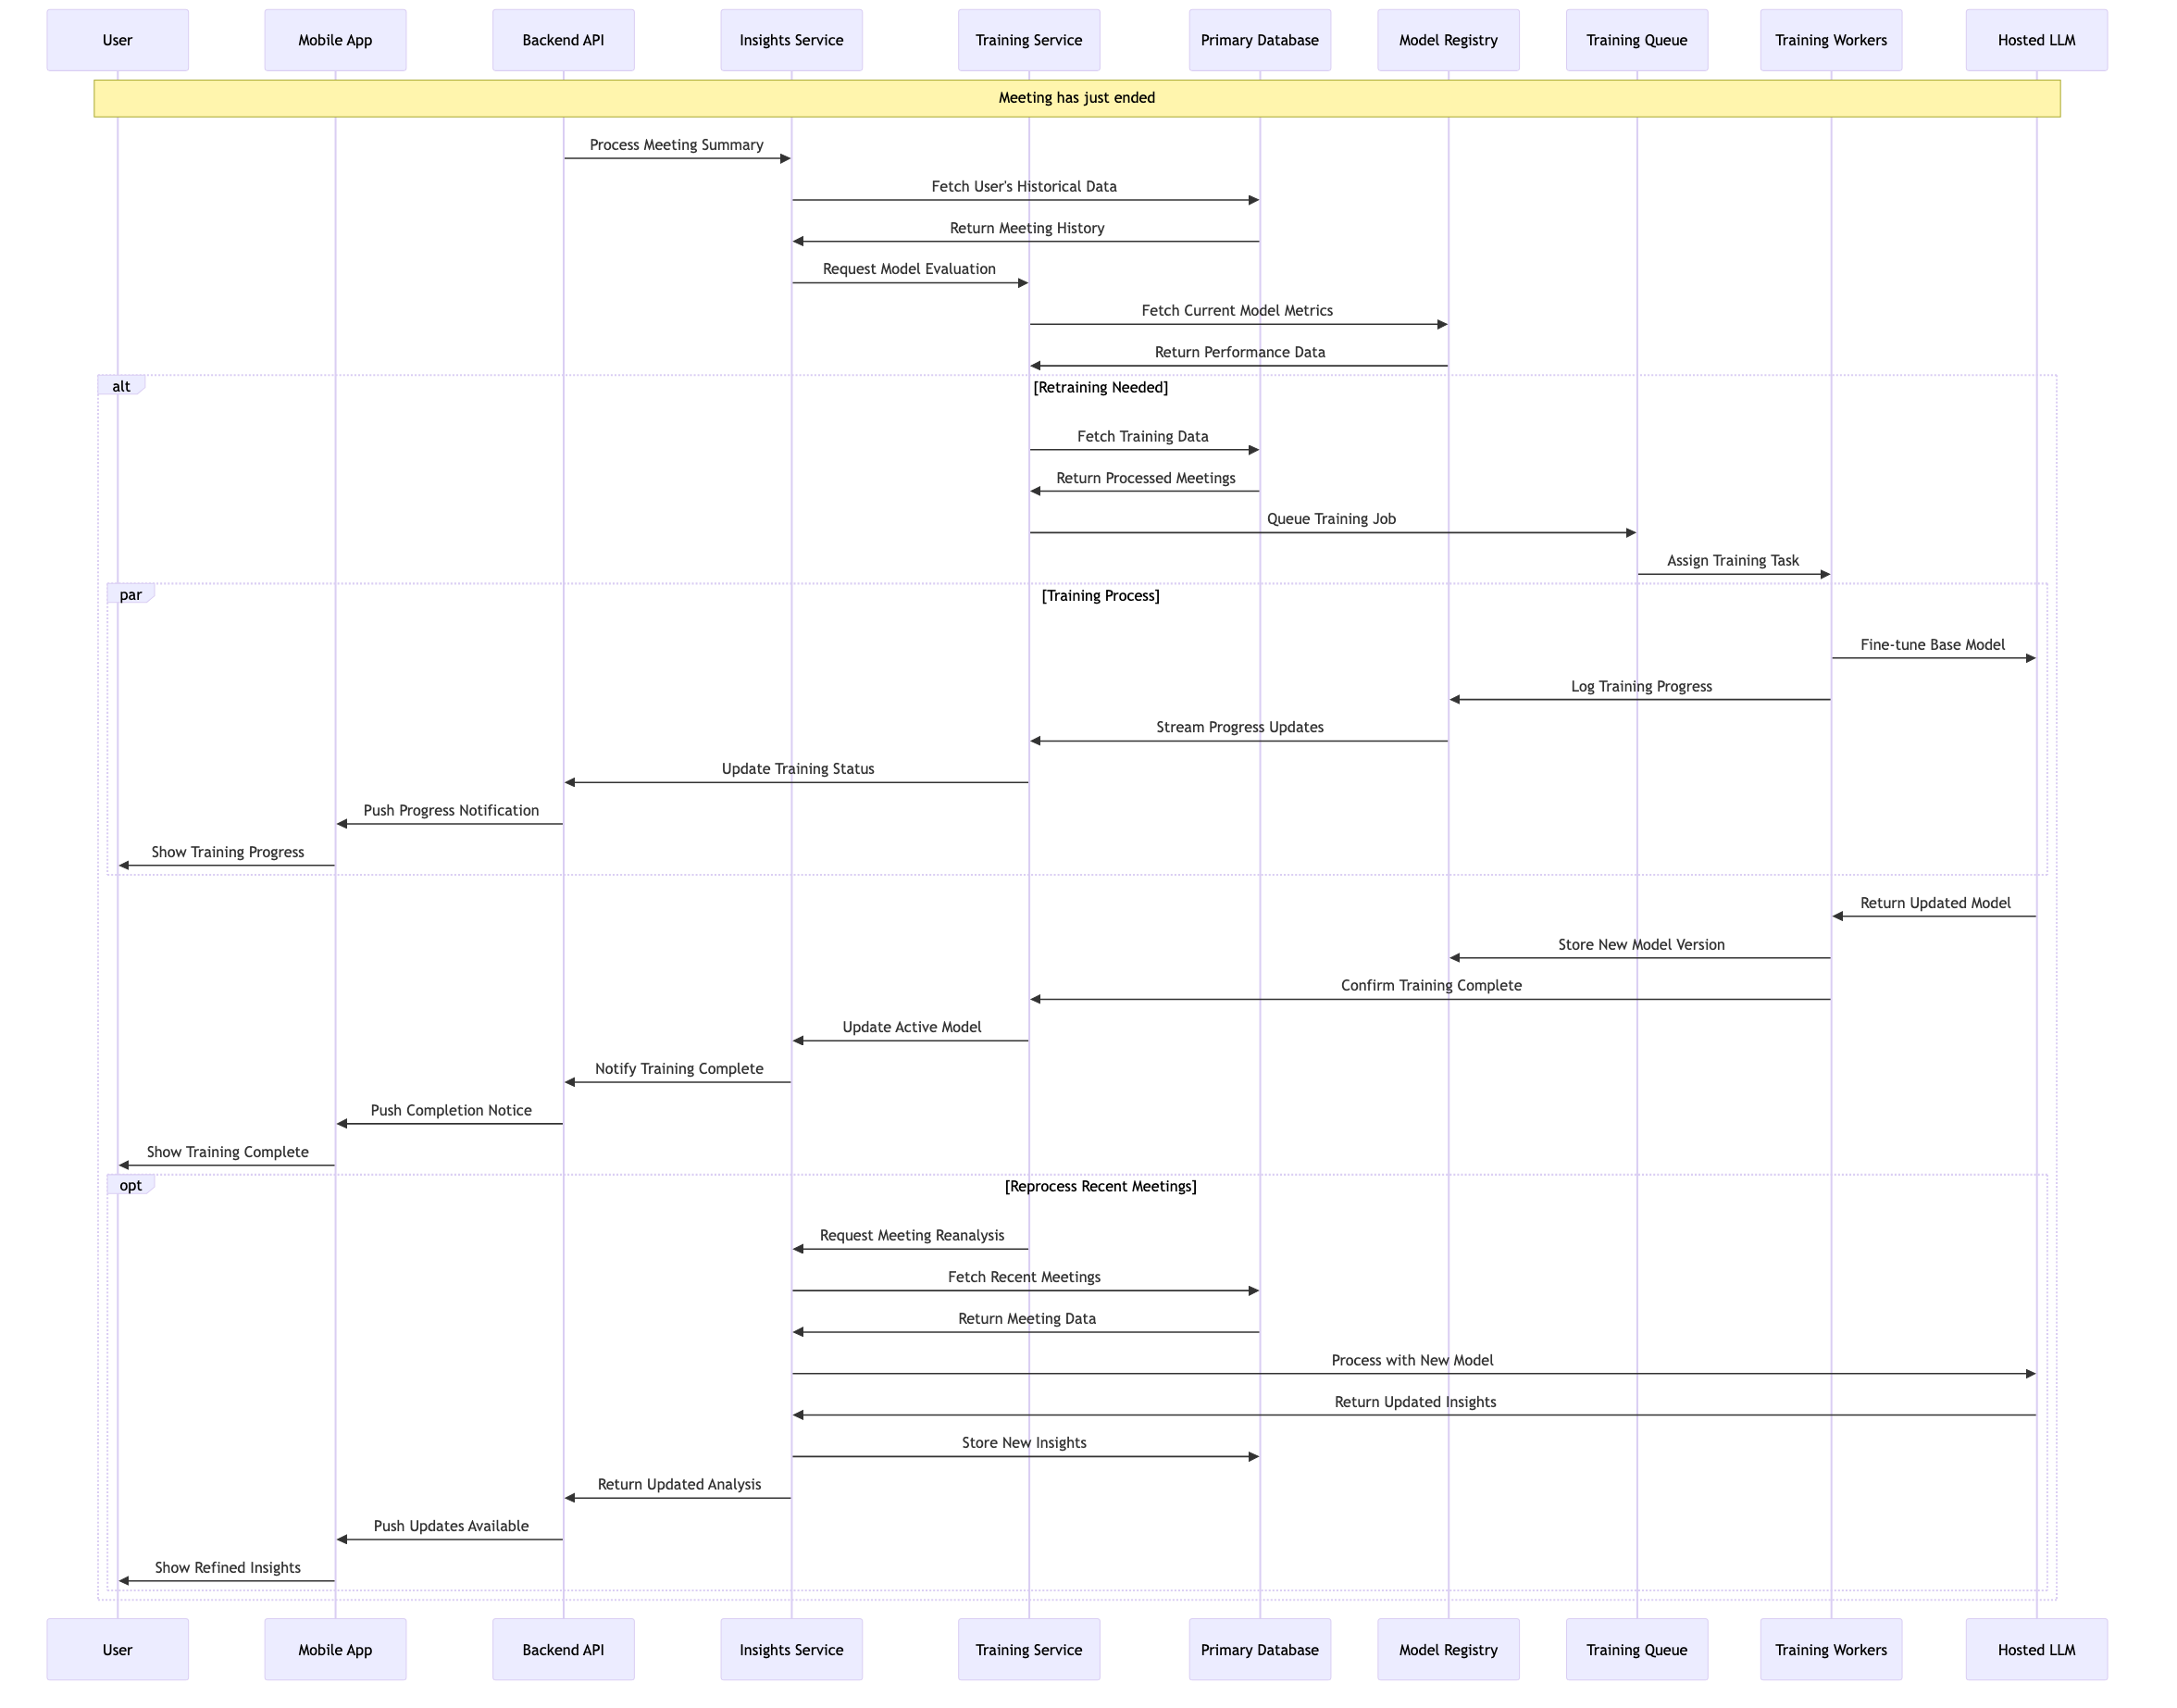 User
Mobile App
Backend API
Insights Service
Training Service
Primary Database
Model Registry
Training Queue
Training Workers
Hosted LLM
Meeting has just ended
Process Meeting Summary
Fetch User's Historical Data
Return Meeting History
Request Model Evaluation
Fetch Current Model Metrics
Return Performance Data
alt
[Retraining Needed]
Fetch Training Data
Return Processed Meetings
Queue Training Job
Assign Training Task
par
[Training Process]
Fine-tune Base Model
Log Training Progress
Stream Progress Updates
Update Training Status
Push Progress Notification
Show Training Progress
Return Updated Model
Store New Model Version
Confirm Training Complete
Update Active Model
Notify Training Complete
Push Completion Notice
Show Training Complete
opt
[Reprocess Recent Meetings]
Request Meeting Reanalysis
Fetch Recent Meetings
Return Meeting Data
Process with New Model
Return Updated Insights
Store New Insights
Return Updated Analysis
Push Updates Available
Show Refined Insights
User
Mobile App
Backend API
Insights Service
Training Service
Primary Database
Model Registry
Training Queue
Training Workers
Hosted LLM